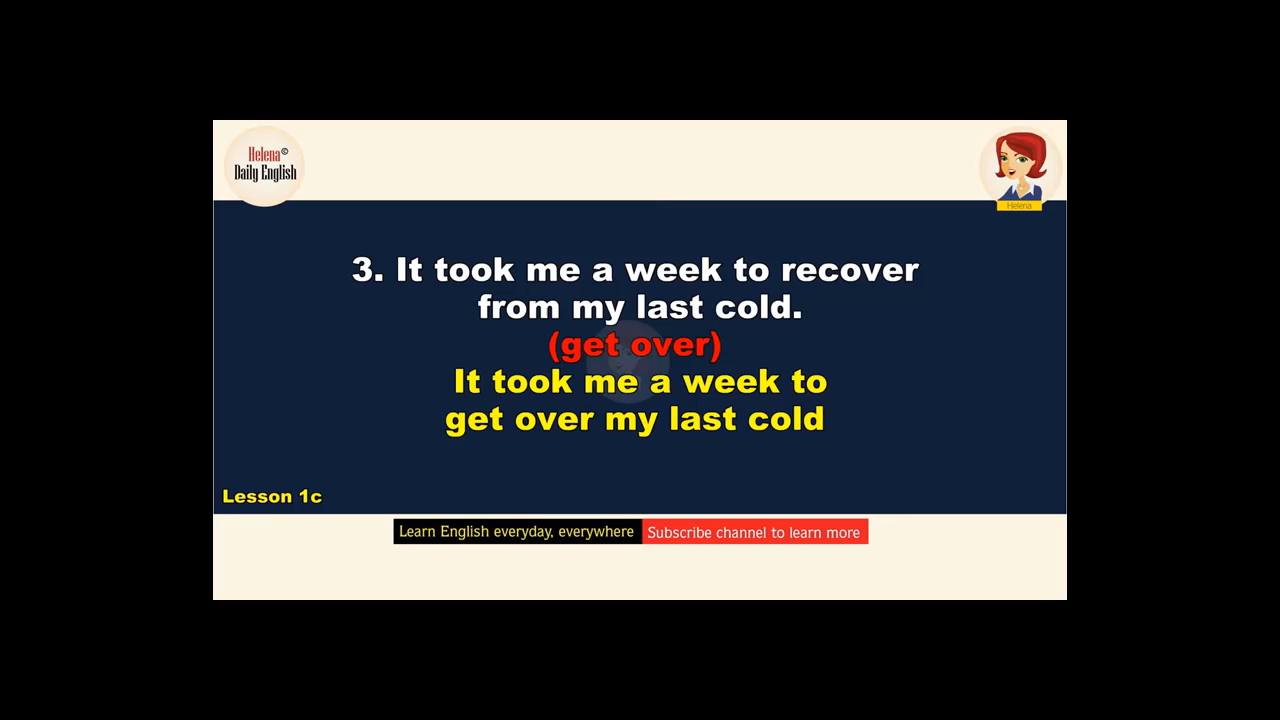 Helena©
Daily English
Helena
3. It took me a week to recover
from my last cold.
(get over)
It took me a week to
get over my last cold
Lesson 1c
Learn English everyday, everywhere
Subscribe channel to learn more